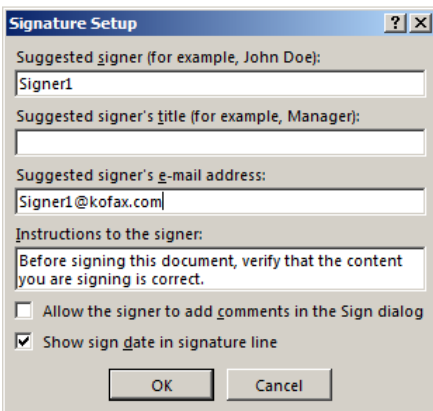 Signature Setup
Suggested signer (for example, John Doe):
Signer1
Suggested signer's title (for example, Manager):
Suggested signer's e-mail address:
Signer1@kofax.com
Instructions to the signer:
Before signing this document, verify that the content
you are signing is correct.
Allow the signer to add comments in the Sign dialog
Show sign date in signature line
OK Cancel